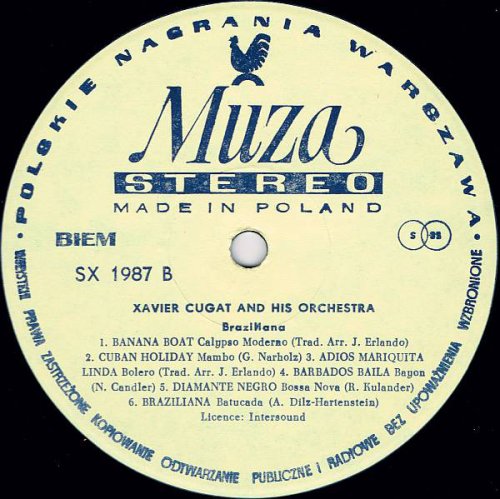 POLSKIE NAGRANIA WARSZAWA
Muza
STEREO
MADE IN POLAND
BIEM
S 33
SX 1987 B
XAVIER CUGAT AND HIS ORCHESTRA
Braziliana
1. BANANA BOAT Calypso Moderno (Trad. Arr. J. Erlando)
2. CUBAN HOLIDAY Mambo (G. Narholz) 3. ADIOS MARIQUITA
LINDA Bolero (Trad. Arr. J. Erlando) 4. BARBADOS BAILA Bayon
(N. Candler) 5. DIAMANTE NEGRO Bossa Nova (R. Kulander)
6. BRAZILIANA Batucada (A. Dilz-Hartenstein)
Licence: Intersound
WSZYSTKIE PRAWA ZASTRZEŻONE KOPIOWANIE ODTWARZANIE PUBLICZNE I RADIOWE BEZ UPOWAŻNIENIA WZBRONIONE